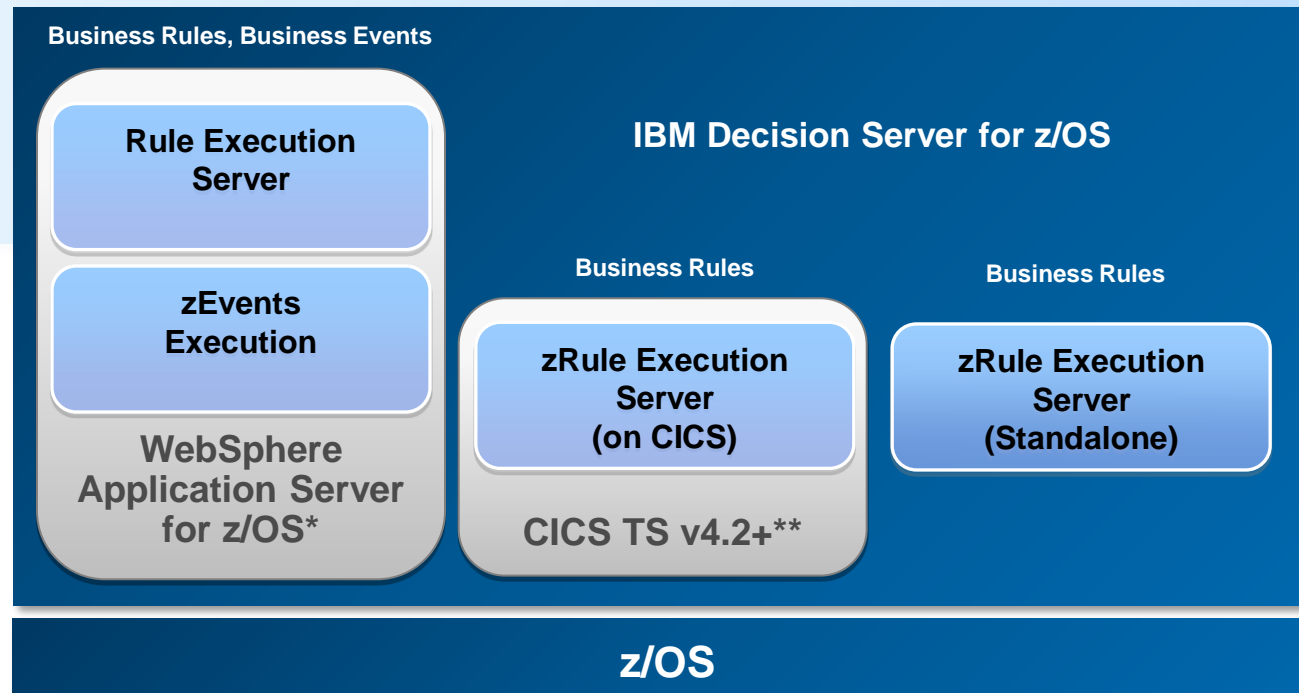 Business Rules, Business Events
Rule Execution
Server
zEvents
Execution
WebSphere
Application Server
for z/OS*
IBM Decision Server for z/OS
Business Rules
zRule Execution
Server
(on CICS)
CICS TS v4.2+**
Business Rules
zRule Execution
Server
(Standalone)
z/OS